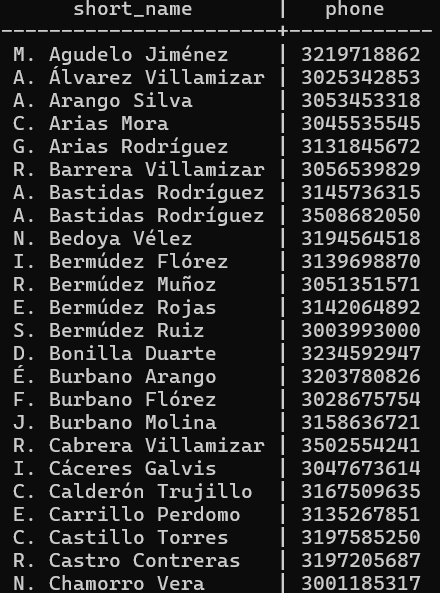 short_name | phone
-----------------------+------------
M. Agudelo Jiménez | 3219718862
A. Álvarez Villamizar | 3025342853
A. Arango Silva | 3053453318
C. Arias Mora | 3045535545
G. Arias Rodríguez | 3131845672
R. Barrera Villamizar | 3056539829
A. Bastidas Rodríguez | 3145736315
A. Bastidas Rodríguez | 3508682050
N. Bedoya Vélez | 3194564518
I. Bermúdez Flórez | 3139698870
R. Bermúdez Muñoz | 3051351571
E. Bermúdez Rojas | 3142064892
S. Bermúdez Ruiz | 3003993000
D. Bonilla Duarte | 3234592947
É. Burbano Arango | 3203780826
F. Burbano Flórez | 3028675754
J. Burbano Molina | 3158636721
R. Cabrera Villamizar | 3502554241
I. Cáceres Galvis | 3047673614
C. Calderón Trujillo | 3167509635
E. Carrillo Perdomo | 3135267851
C. Castillo Torres | 3197585250
R. Castro Contreras | 3197205687
N. Chamorro Vera | 3001185317